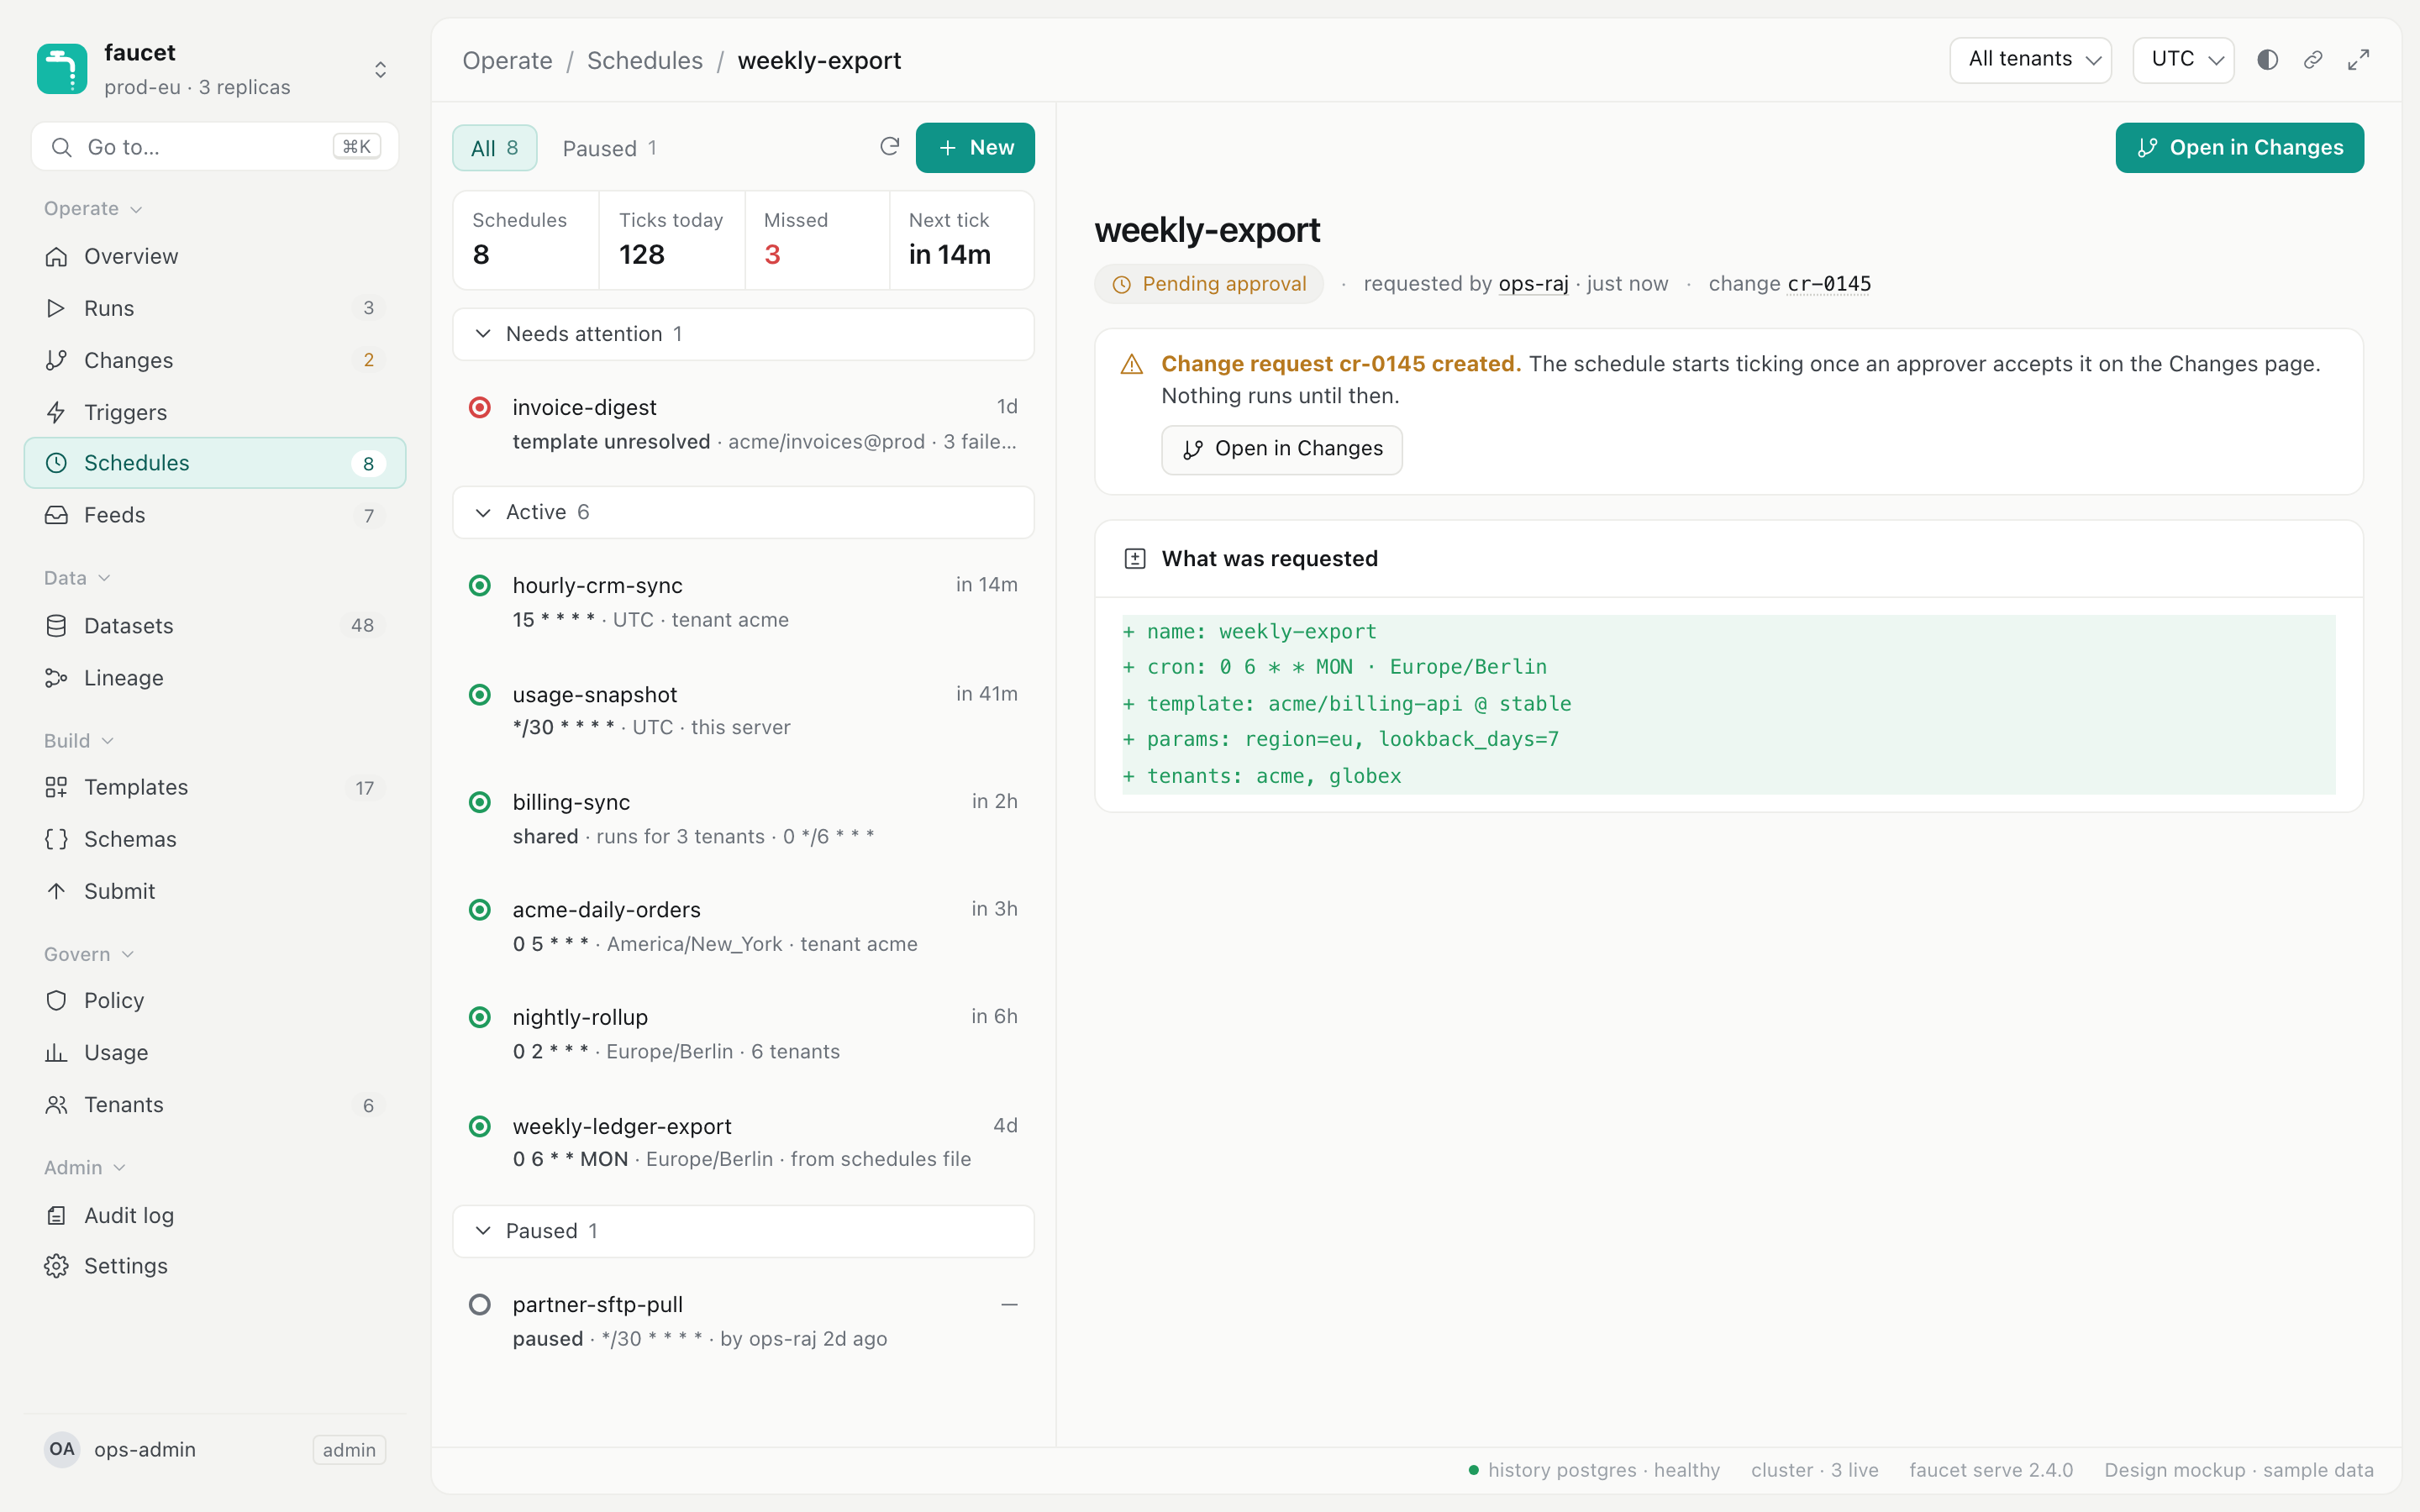 faucet
prod-eu · 3 replicas
Go to...
⌘K
Operate
Overview
Runs 3
Changes 2
Triggers
Schedules 8
Feeds 7
Data
Datasets 48
Lineage
Build
Templates 17
Schemas
Submit
Govern
Policy
Usage
Tenants 6
Admin
Audit log
Settings
OA ops-admin admin
Operate / Schedules / weekly-export
All tenants
UTC
All 8
Paused 1
+ New
Schedules
8
Ticks today
128
Missed
3
Next tick
in 14m
Needs attention 1
invoice-digest 1d
template unresolved · acme/invoices@prod · 3 faile...
Active 6
hourly-crm-sync in 14m
15 * * * * · UTC · tenant acme
usage-snapshot in 41m
*/30 * * * * · UTC · this server
billing-sync in 2h
shared · runs for 3 tenants · 0 */6 * * *
acme-daily-orders in 3h
0 5 * * * · America/New_York · tenant acme
nightly-rollup in 6h
0 2 * * * · Europe/Berlin · 6 tenants
weekly-ledger-export 4d
0 6 * * MON · Europe/Berlin · from schedules file
Paused 1
partner-sftp-pull —
paused · */30 * * * * · by ops-raj 2d ago
Open in Changes
weekly-export
Pending approval · requested by ops-raj · just now · change cr-0145
Change request cr-0145 created. The schedule starts ticking once an approver accepts it on the Changes page.
Nothing runs until then.
Open in Changes
What was requested
+ name: weekly-export
+ cron: 0 6 * * MON · Europe/Berlin
+ template: acme/billing-api @ stable
+ params: region=eu, lookback_days=7
+ tenants: acme, globex
history postgres · healthy
cluster · 3 live
faucet serve 2.4.0
Design mockup · sample data